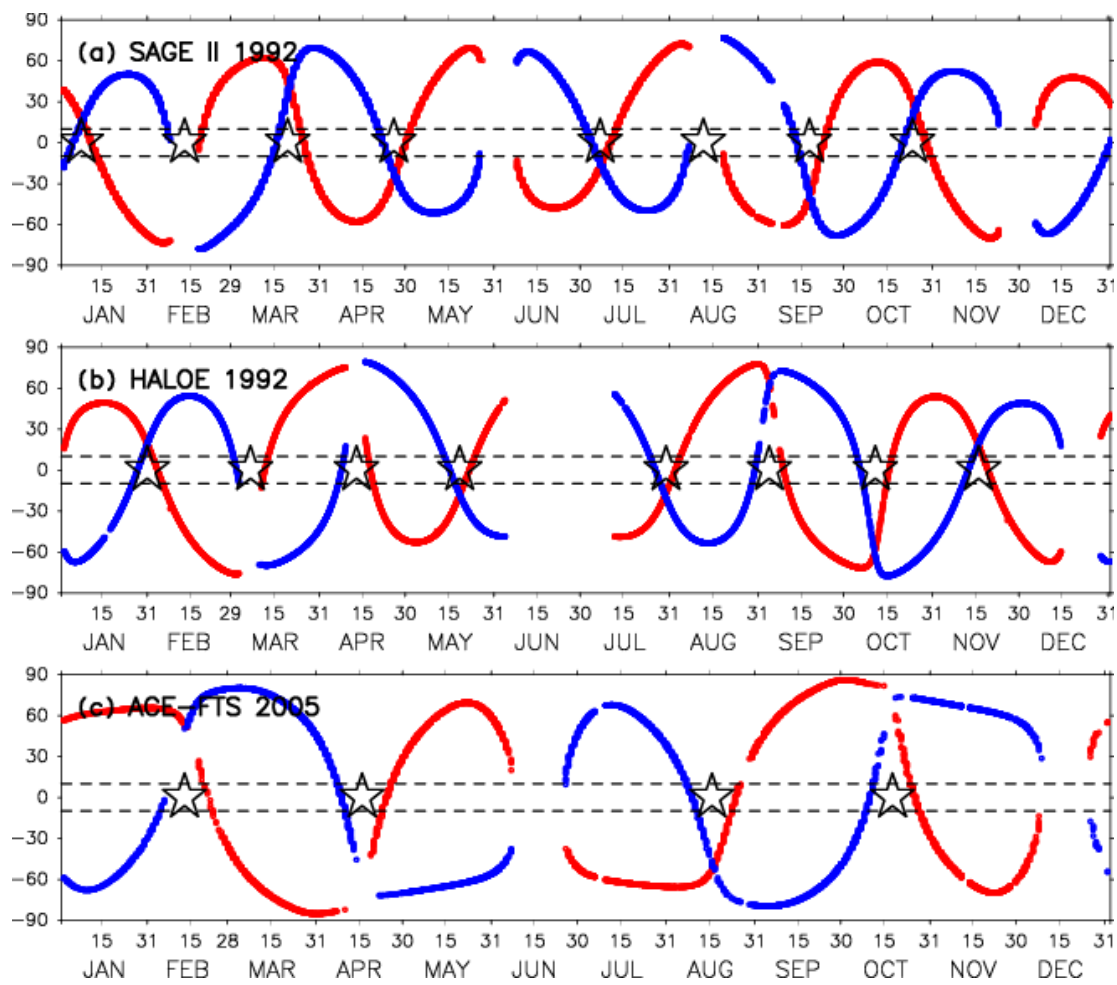 90
(a) SAGE II 1992
60
30
0
−30
−60
−90
15 31 15 29 15 31 15 30 15 31 15 30 15 31 15 31 15 30 15 31 15 30 15 31
JAN FEB MAR APR MAY JUN JUL AUG SEP OCT NOV DEC
90
(b) HALOE 1992
60
30
0
−30
−60
−90
15 31 15 29 15 31 15 30 15 31 15 30 15 31 15 31 15 30 15 31 15 30 15 31
JAN FEB MAR APR MAY JUN JUL AUG SEP OCT NOV DEC
90
(c) ACE−FTS 2005
60
30
0
−30
−60
−90
15 31 15 28 15 31 15 30 15 31 15 30 15 31 15 31 15 30 15 31 15 30 15 31
JAN FEB MAR APR MAY JUN JUL AUG SEP OCT NOV DEC